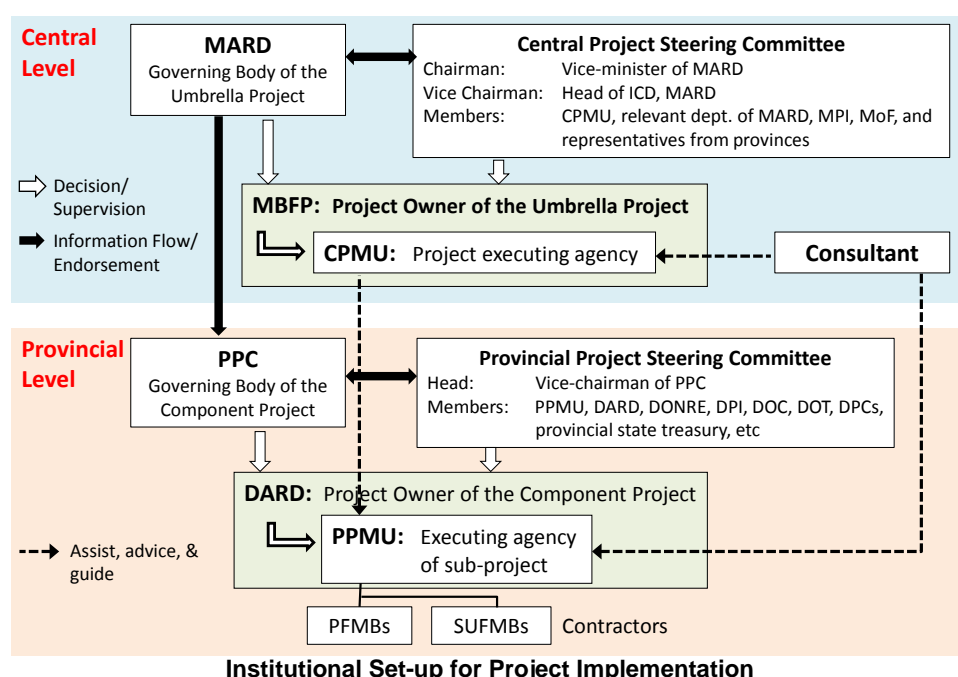 Central
Level
MARD
Governing Body of the
Umbrella Project
Central Project Steering Committee
Chairman: Vice-minister of MARD
Vice Chairman: Head of ICD, MARD
Members: CPMU, relevant dept. of MARD, MPI, MoF, and
representatives from provinces
Decision/
Supervision
Information Flow/
Endorsement
MBFP: Project Owner of the Umbrella Project
CPMU: Project executing agency
Consultant
Provincial
Level
PPC
Governing Body of the
Component Project
Provincial Project Steering Committee
Head: Vice-chairman of PPC
Members: PPMU, DARD, DONRE, DPI, DOC, DOT, DPCs,
provincial state treasury, etc
DARD: Project Owner of the Component Project
PPMU: Executing agency
of sub-project
Assist, advice, &
guide
PFMBs
SUFMBs
Contractors
Institutional Set-up for Project Implementation